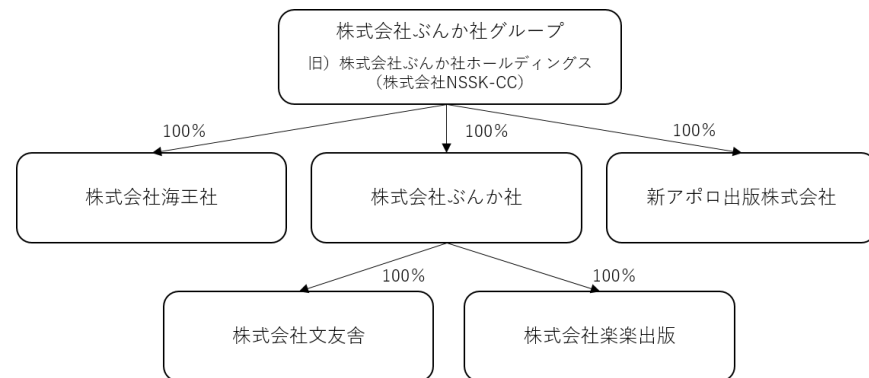 株式会社ぶんか社グループ
旧）株式会社ぶんか社ホールディングス
（株式会社NSSK-CC）
100%
100%
100%
株式会社海王社
株式会社ぶんか社
新アポロ出版株式会社
100%
100%
株式会社文友舎
株式会社楽楽出版